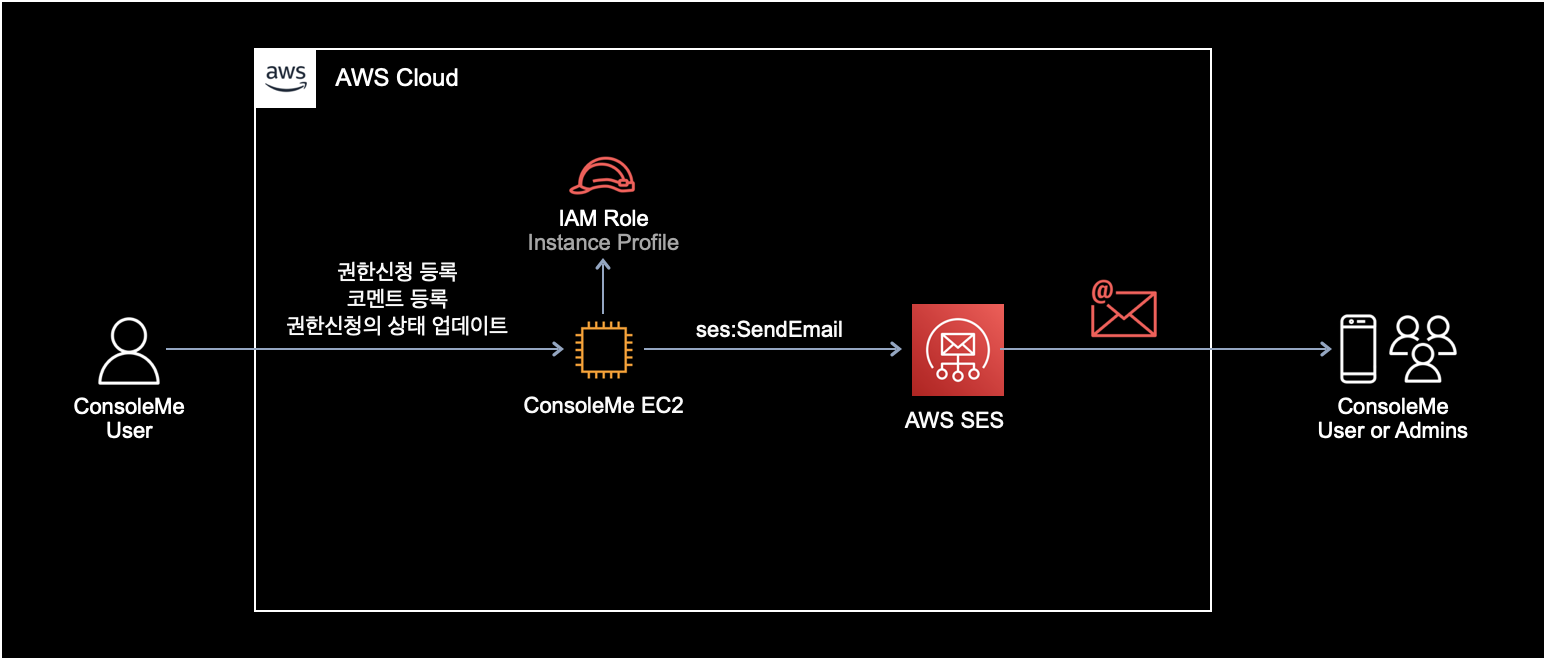 aws
AWS Cloud
IAM Role
Instance Profile
권한신청 등록
코멘트 등록
권한신청의 상태 업데이트
ses:SendEmail
@
ConsoleMe
User
ConsoleMe EC2
AWS SES
ConsoleMe
User or Admins